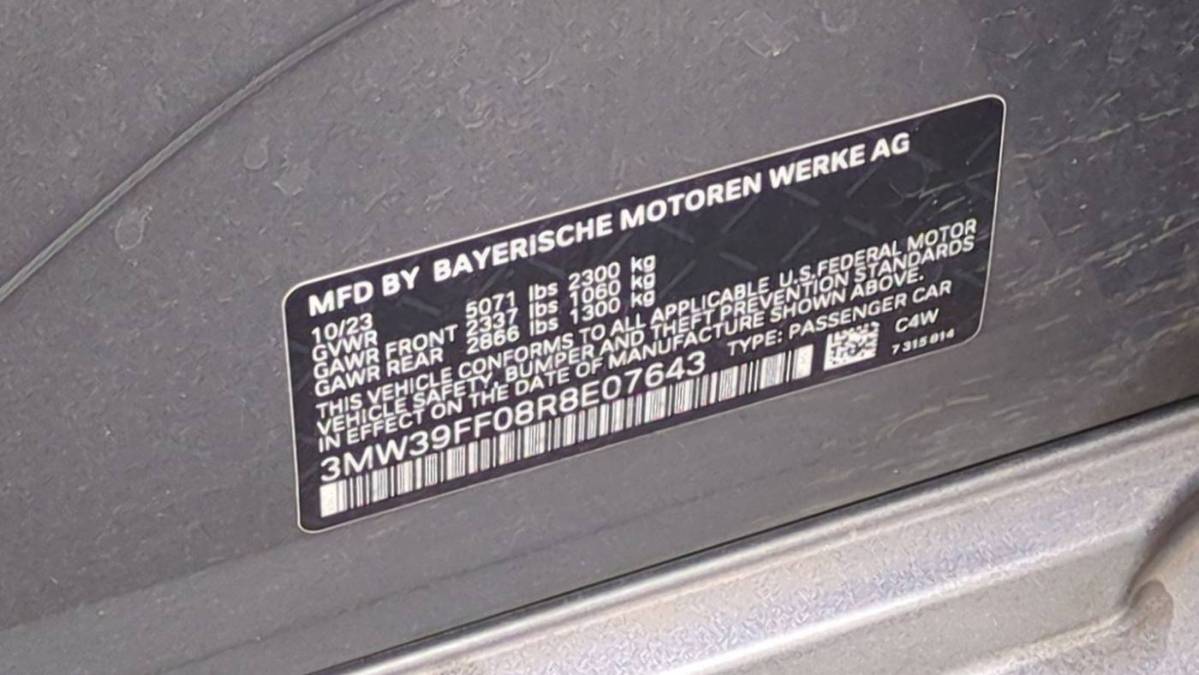 MFD BY BAYERISCHE MOTOREN WERKE AG
10/23
GVWR 5071 lbs 2300 kg
GAWR FRONT 2337 lbs 1060 kg
GAWR REAR 2866 lbs 1300 kg
THIS VEHICLE CONFORMS TO ALL APPLICABLE U.S.FEDERAL MOTOR
VEHICLE SAFETY, BUMPER AND THEFT PREVENTION STANDARDS
IN EFFECT ON THE DATE OF MANUFACTURE SHOWN ABOVE.
3MW39FF08R8E07643 TYPE: PASSENGER CAR
C4W
7 315 814